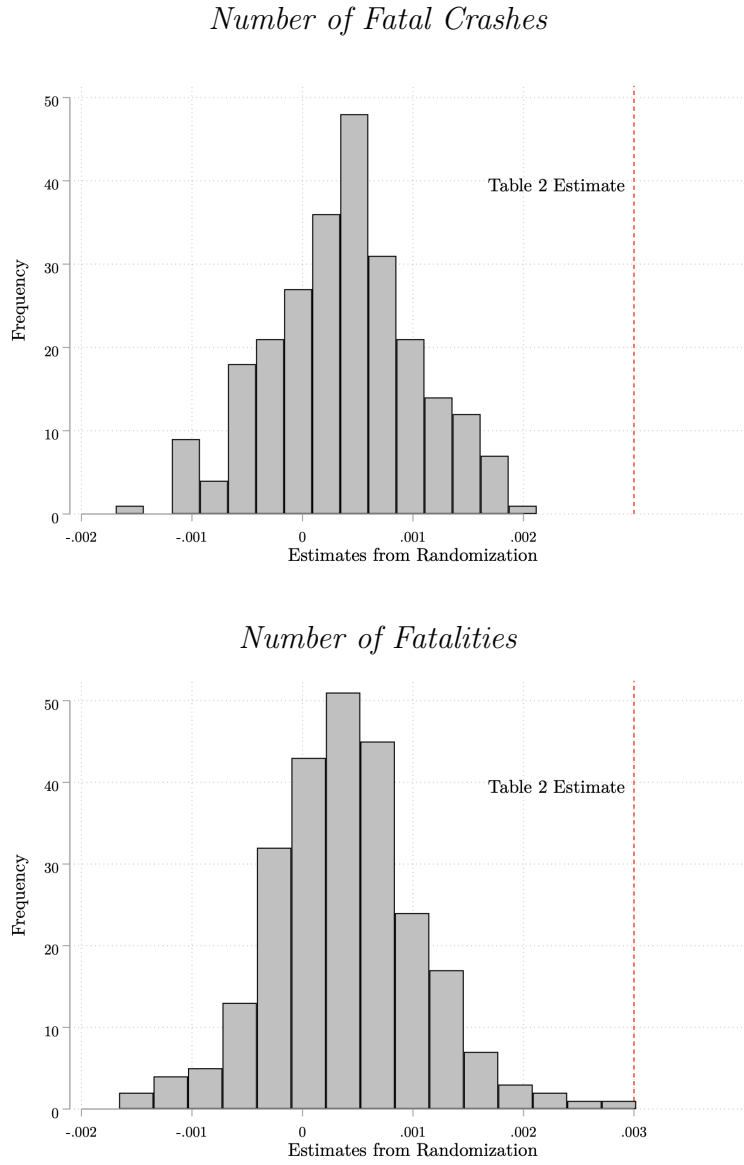 Number of Fatal Crashes
50
40
Table 2 Estimate
30
Frequency
20
10
0
-.002 -.001 0 .001 .002
Estimates from Randomization
Number of Fatalities
50
40
Table 2 Estimate
30
Frequency
20
10
0
-.002 -.001 0 .001 .002 .003
Estimates from Randomization